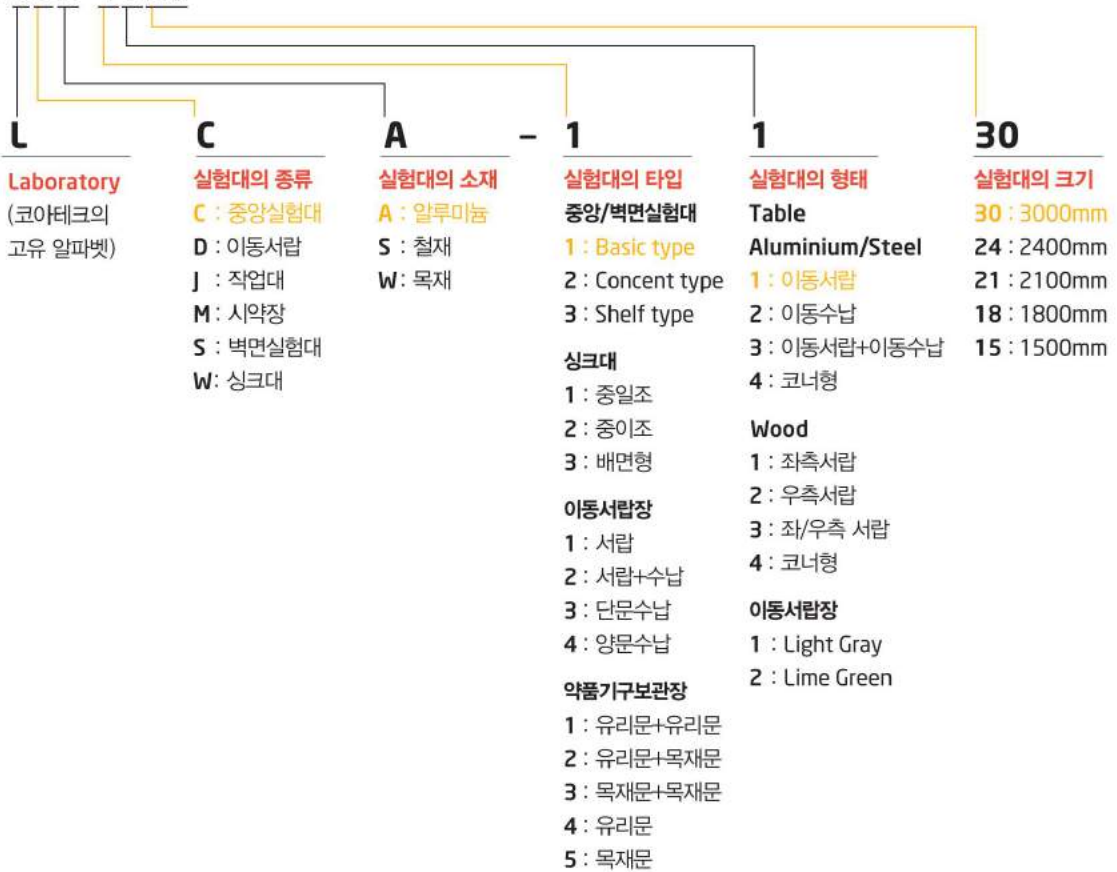 L C A - 1 1 30
Laboratory
(코아테크의
고유 알파벳)
실험대의 종류
C : 중앙실험대
D : 이동서랍
J : 작업대
M : 시약장
S : 벽면실험대
W : 싱크대
실험대의 소재
A : 알루미늄
S : 철재
W : 목재
실험대의 타입
중앙/벽면실험대
1 : Basic type
2 : Concent type
3 : Shelf type
싱크대
1 : 중일조
2 : 중이조
3 : 배면형
이동서랍장
1 : 서랍
2 : 서랍+수납
3 : 단문수납
4 : 양문수납
약품기구보관장
1 : 유리문+유리문
2 : 유리문+목재문
3 : 목재문+목재문
4 : 유리문
5 : 목재문
실험대의 형태
Table
Aluminium/Steel
1 : 이동서랍
2 : 이동수납
3 : 이동서랍+이동수납
4 : 코너형
Wood
1 : 좌측서랍
2 : 우측서랍
3 : 좌/우측 서랍
4 : 코너형
이동서랍장
1 : Light Gray
2 : Lime Green
실험대의 크기
30 : 3000mm
24 : 2400mm
21 : 2100mm
18 : 1800mm
15 : 1500mm